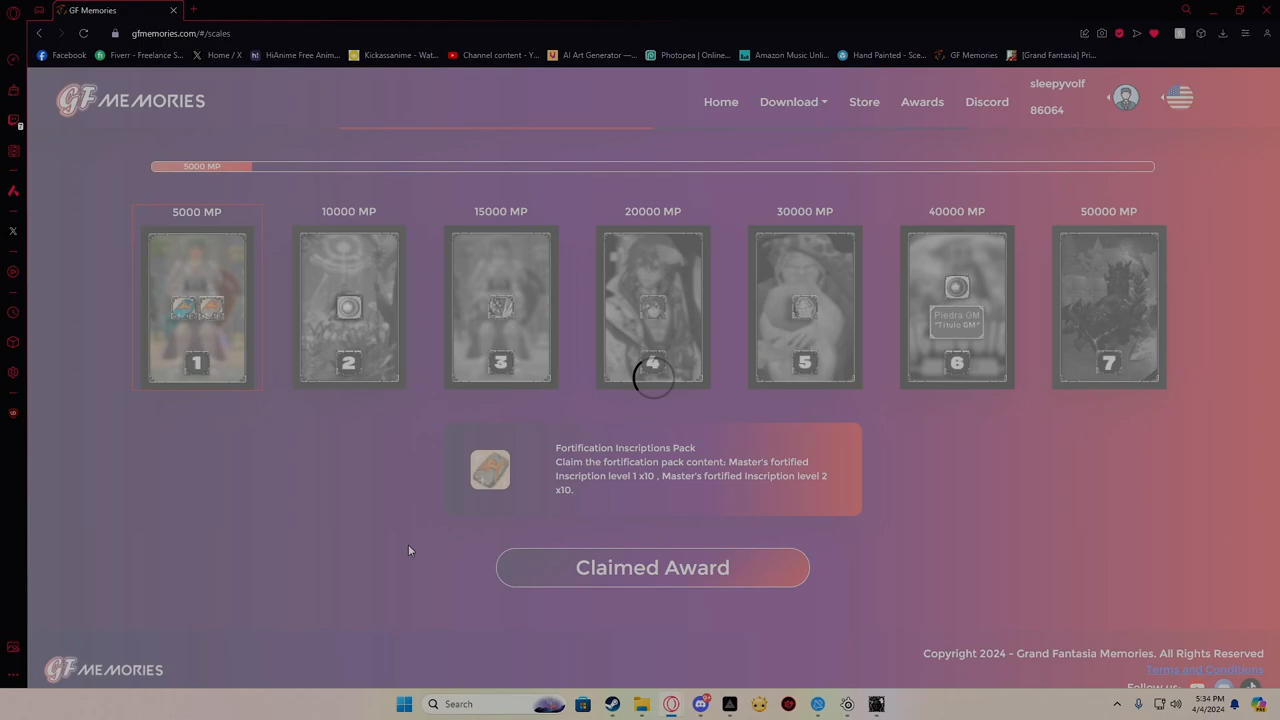 GF Memories
gfmemories.com/#/scales
Facebook
Fiverr - Freelance S...
Home / X
HiAnime Free Anim...
Kickassanime - Wat...
Channel content - Y...
AI Art Generator —...
Photopea | Online...
Amazon Music Unlim...
Hand Painted - Sce...
GF Memories
[Grand Fantasia] Pri...
GF MEMORIES
Home
Download
Store
Awards
Discord
sleepyvolf
86064
5000 MP
5000 MP
10000 MP
15000 MP
20000 MP
30000 MP
40000 MP
50000 MP
Piedra GM
"Titulo GM"
1
2
3
4
5
6
7
Fortification Inscriptions Pack
Claim the fortification pack content: Master's fortified
Inscription level 1 x10 , Master's fortified Inscription level 2
x10.
Claimed Award
GF MEMORIES
Copyright 2024 - Grand Fantasia Memories. All Rights Reserved
Terms and Conditions
Follow us:
Search
5:34 PM
4/4/2024